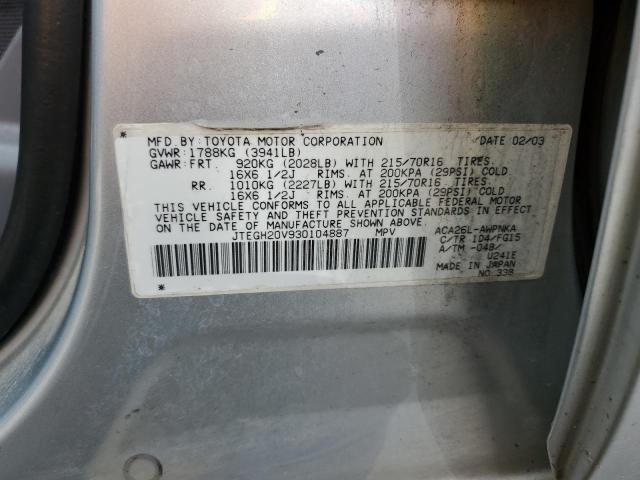 MFD. BY: TOYOTA MOTOR CORPORATION DATE 02/03
GVWR: 1788KG (3941LB)
GAWR: FRT. 920KG (2028LB) WITH 215/70R16 TIRES,
16X6 1/2J RIMS, AT 200KPA (29PSI) COLD
RR. 1010KG (2227LB) WITH 215/70R16 TIRES,
16X6 1/2J RIMS, AT 200KPA (29PSI) COLD
THIS VEHICLE CONFORMS TO ALL APPLICABLE FEDERAL MOTOR
VEHICLE SAFETY AND THEFT PREVENTION STANDARDS IN EFFECT
ON THE DATE OF MANUFACTURE SHOWN ABOVE.
JTEGH20V930104887 MPV
ACA26L-AWPNKA
C/TR 1D4/FG15
A/TM -04B/
U241E
MADE IN JAPAN
NO. 338